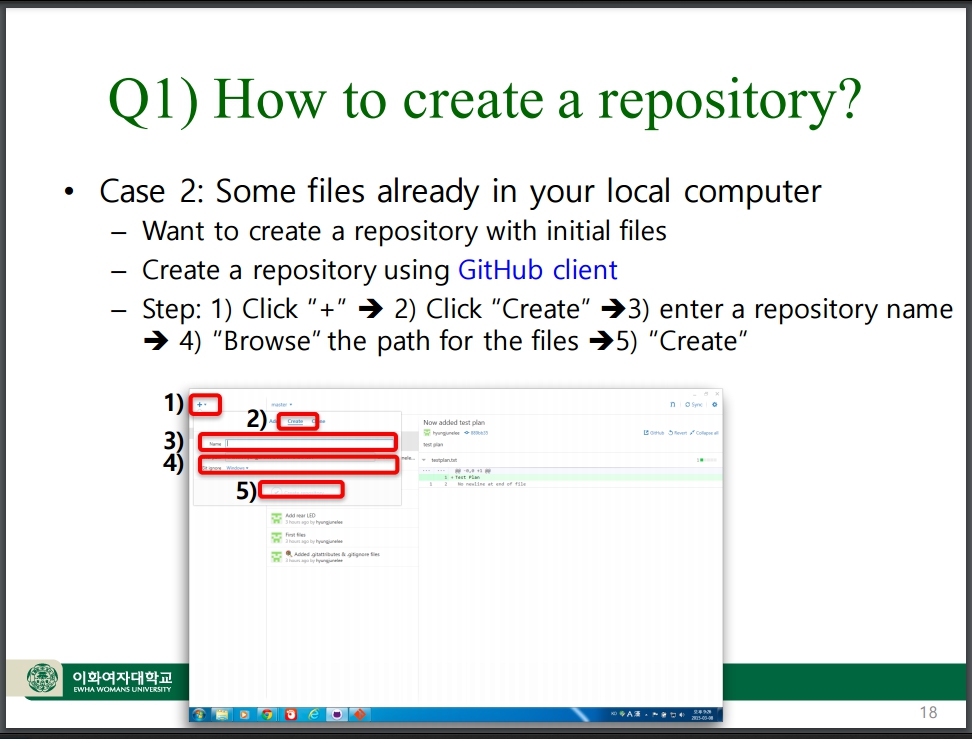 Q1) How to create a repository?
• Case 2: Some files already in your local computer
– Want to create a repository with initial files
– Create a repository using GitHub client
– Step: 1) Click "+" ➔ 2) Click "Create" ➔3) enter a repository name
➔ 4) "Browse" the path for the files ➔5) "Create"
1)
2)
3)
4)
5)
+
master
Create
Name
Git ignore Windows
Sync
Now added test plan
hyungjunelee
GitHub Revert Collapse all
test plan
testplan.txt
@@ -0,0 +1 @@
+Test Plan
No newline at end of file
Add rear LED
3 hours ago by hyungjunelee
First files
3 hours ago by hyungjunelee
Added .gitattributes & .gitignore files
3 hours ago by hyungjunelee
이화여자대학교
EWHA WOMANS UNIVERSITY
18